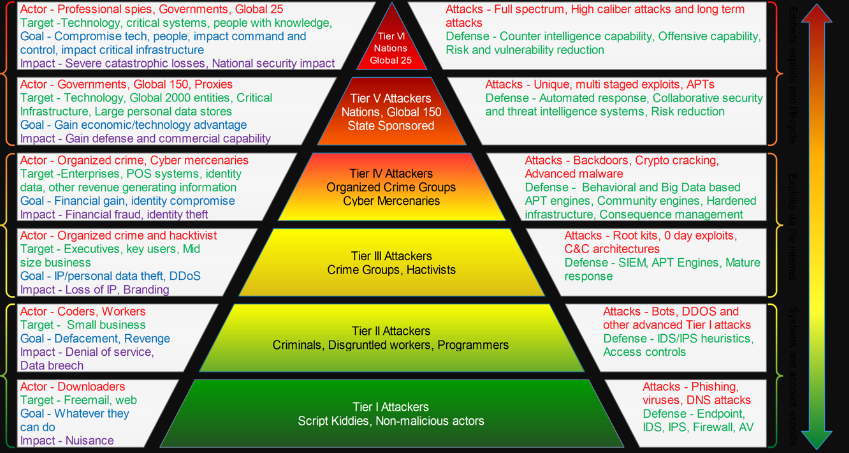 Actor - Professional spies, Governments, Global 25
Target -Technology, critical systems, people with knowledge,
Goal - Compromise tech, people, impact command and
control, impact critical infrastructure
Impact - Severe catastrophic losses, National security impact
Tier VI
Nations
Global 25
Attacks - Full spectrum, High caliber attacks and long term
attacks
Defense - Counter intelligence capability, Offensive capability,
Risk and vulnerability reduction
Actor - Governments, Global 150, Proxies
Target - Technology, Global 2000 entities, Critical
Infrastructure, Large personal data stores
Goal - Gain economic/technology advantage
Impact - Gain defense and commercial capability
Tier V Attackers
Nations, Global 150
State Sponsored
Attacks - Unique, multi staged exploits, APTs
Defense - Automated response, Collaborative security
and threat intelligence systems, Risk reduction
Actor - Organized crime, Cyber mercenaries
Target -Enterprises, POS systems, identity
data, other revenue generating information
Goal - Financial gain, identity compromise
Impact - Financial fraud, identity theft
Tier IV Attackers
Organized Crime Groups
Cyber Mercenaries
Attacks - Backdoors, Crypto cracking,
Advanced malware
Defense - Behavioral and Big Data based
APT engines, Community engines, Hardened
infrastructure, Consequence management
Actor - Organized crime and hacktivist
Target - Executives, key users, Mid
size business
Goal - IP/personal data theft, DDoS
Impact - Loss of IP, Branding
Tier III Attackers
Crime Groups, Hactivists
Attacks - Root kits, 0 day exploits,
C&C architectures
Defense - SIEM, APT Engines, Mature
response
Actor - Coders, Workers
Target - Small business
Goal - Defacement, Revenge
Impact - Denial of service,
Data breech
Tier II Attackers
Criminals, Disgruntled workers, Programmers
Attacks - Bots, DDOS and
other advanced Tier I attacks
Defense - IDS/IPS heuristics,
Access controls
Actor - Downloaders
Target - Freemail, web
Goal - Whatever they
can do
Impact - Nuisance
Tier I Attackers
Script Kiddies, Non-malicious actors
Attacks - Phishing,
viruses, DNS attacks
Defense - Endpoint,
IDS, IPS, Firewall, AV